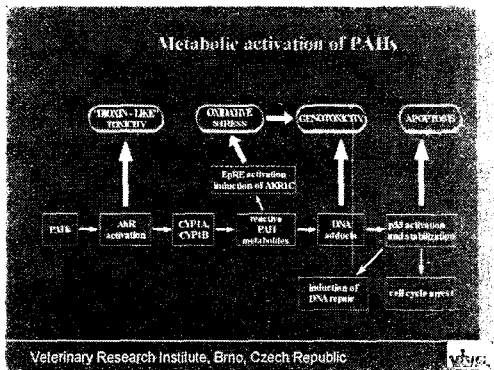 Metabolic activation of PAHs
"DIOXIN - LIKE"
TOXICITY
OXIDATIVE
STRESS
GENOTOXICITY
APOPTOSIS
EpRE activation
induction of AKR1C
PAHs
AhR
activation
CYP1A,
CYP1B
reactive
PAH
metabolites
DNA
adducts
p53 activation
and stabilization
induction of
DNA repair
cell cycle arrest
Veterinary Research Institute, Brno, Czech Republic